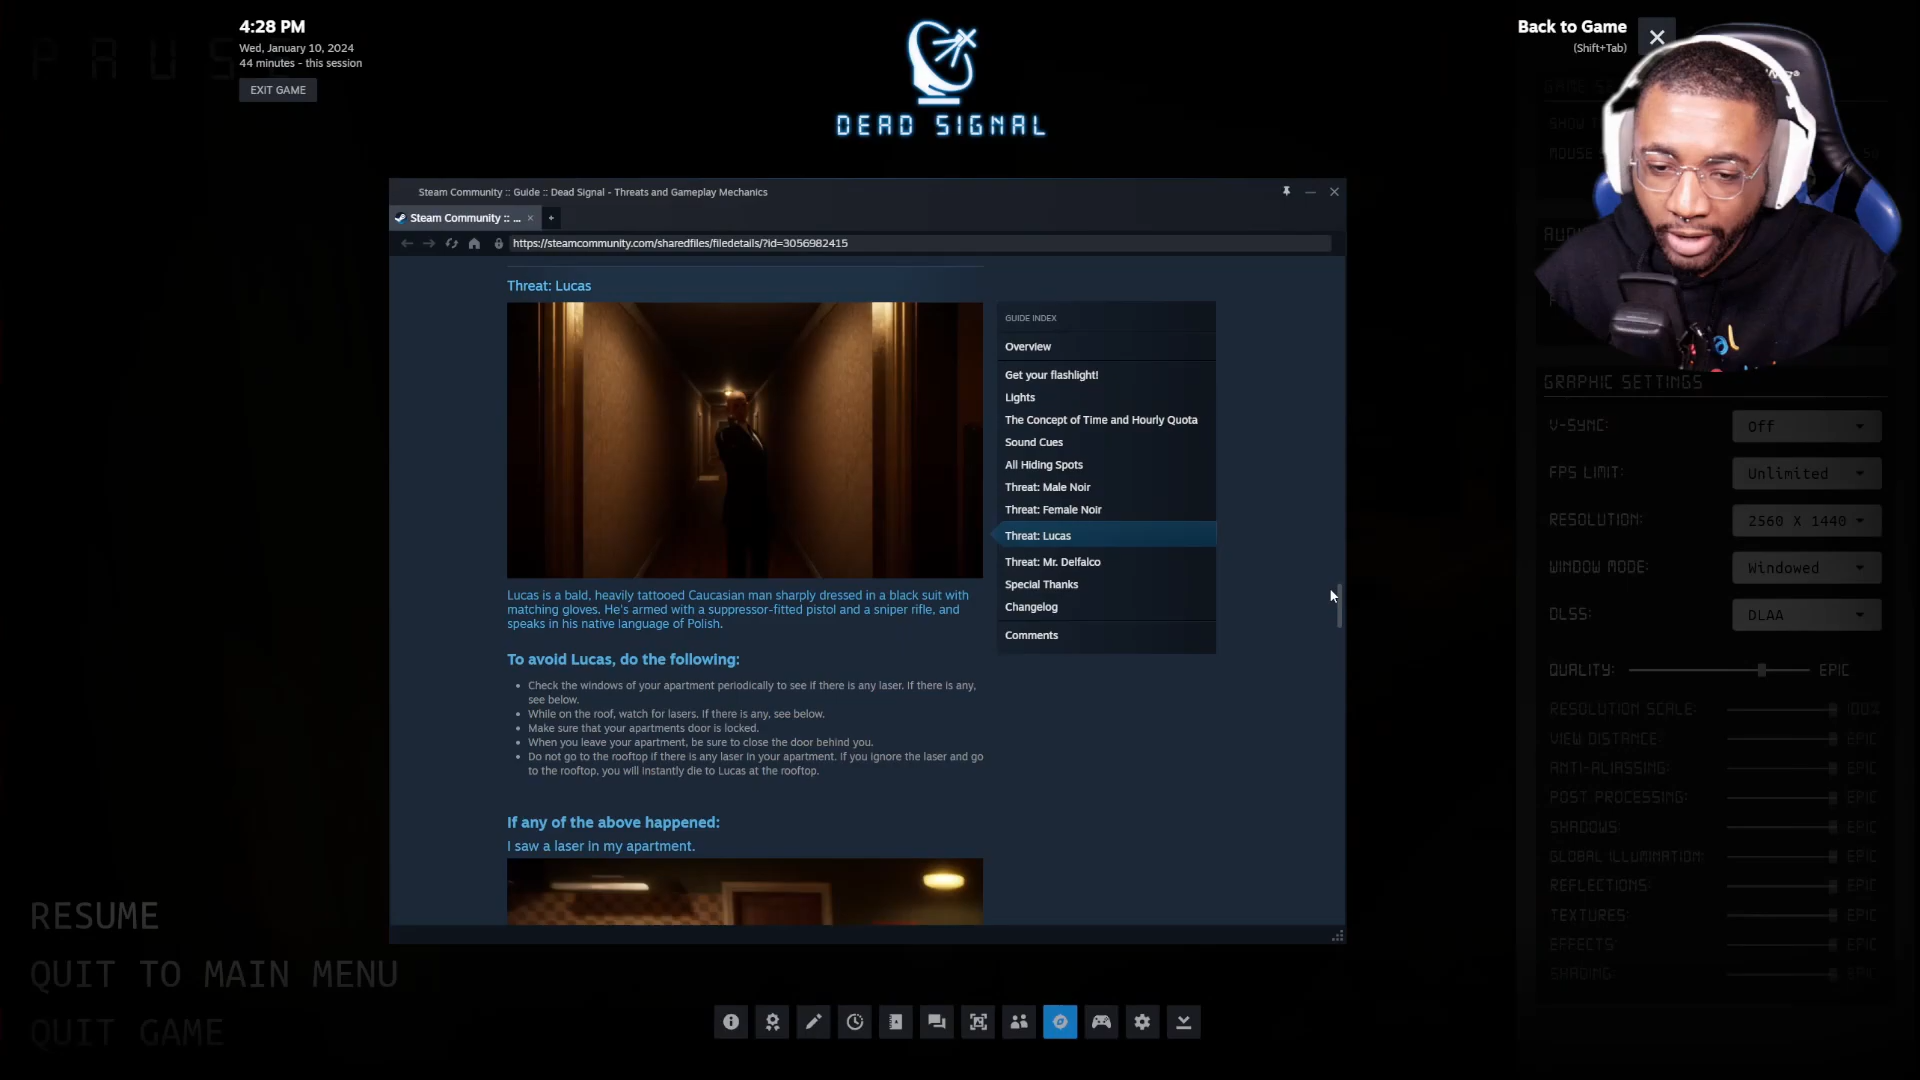 4:28 PM
Wed, January 10, 2024
44 minutes - this session
EXIT GAME
DEAD SIGNAL
Back to Game
(Shift+Tab)
Steam Community :: Guide :: Dead Signal - Threats and Gameplay Mechanics
Steam Community :: ...
https://steamcommunity.com/sharedfiles/filedetails/?id=3056982415
Threat: Lucas
GUIDE INDEX
Overview
Get your flashlight!
Lights
The Concept of Time and Hourly Quota
Sound Cues
All Hiding Spots
Threat: Male Noir
Threat: Female Noir
Threat: Lucas
Threat: Mr. Delfalco
Special Thanks
Changelog
Comments
Lucas is a bald, heavily tattooed Caucasian man sharply dressed in a black suit with
matching gloves. He's armed with a suppressor-fitted pistol and a sniper rifle, and
speaks in his native language of Polish.
To avoid Lucas, do the following:
Check the windows of your apartment periodically to see if there is any laser. If there is any,
see below.
While on the roof, watch for lasers. If there is any, see below.
Make sure that your apartments door is locked.
When you leave your apartment, be sure to close the door behind you.
Do not go to the rooftop if there is any laser in your apartment. If you ignore the laser and go
to the rooftop, you will instantly die to Lucas at the rooftop.
If any of the above happened:
I saw a laser in my apartment.
RESUME
QUIT TO MAIN MENU
QUIT GAME
GRAPHIC SETTINGS
V-SYNC:
Off
FPS LIMIT:
Unlimited
RESOLUTION:
2560 X 1440
WINDOW MODE:
Windowed
DLSS:
DLAA
QUALITY:
EPIC
RESOLUTION SCALE:
100%
VIEW DISTANCE:
EPIC
ANTI-ALIASSING:
EPIC
POST PROCESSING:
EPIC
SHADOWS:
EPIC
GLOBAL ILLUMINATION:
EPIC
REFLECTIONS:
EPIC
TEXTURES:
EPIC
EFFECTS
EPIC
SHADING:
EPIC